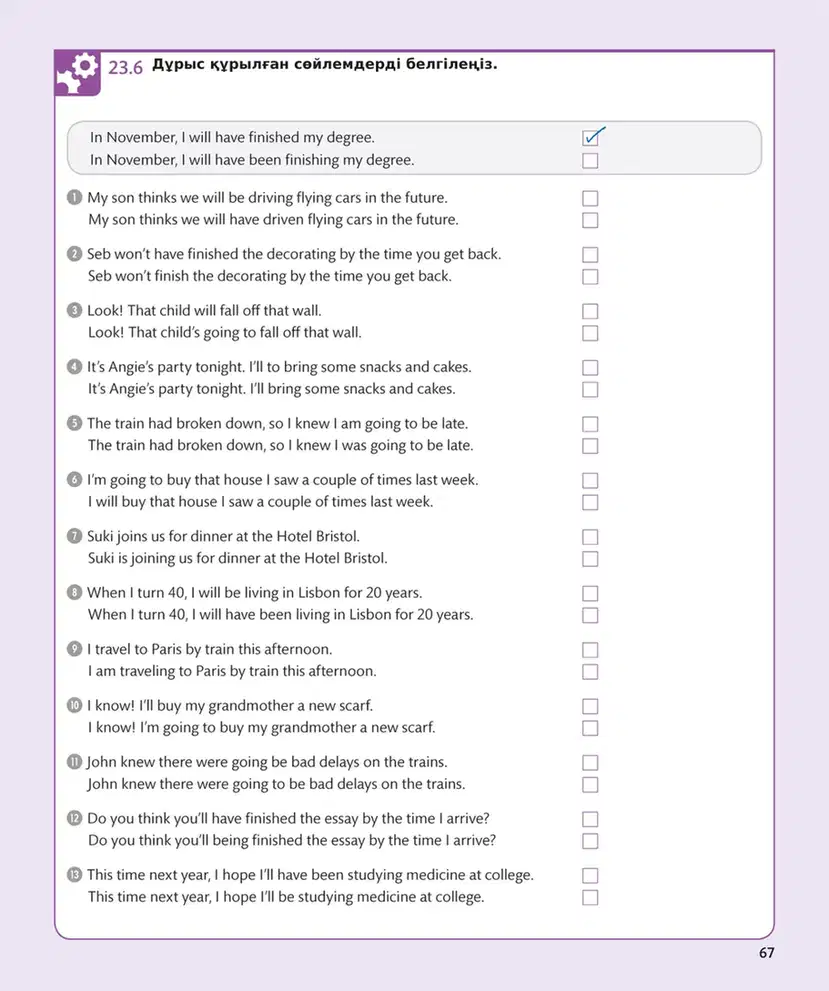 23.6 Дұрыс құрылған сөйлемдерді белгілеңіз.
In November, I will have finished my degree.
In November, I will have been finishing my degree.
1 My son thinks we will be driving flying cars in the future.
My son thinks we will have driven flying cars in the future.
2 Seb won't have finished the decorating by the time you get back.
Seb won't finish the decorating by the time you get back.
3 Look! That child will fall off that wall.
Look! That child's going to fall off that wall.
4 It's Angie's party tonight. I'll to bring some snacks and cakes.
It's Angie's party tonight. I'll bring some snacks and cakes.
5 The train had broken down, so I knew I am going to be late.
The train had broken down, so I knew I was going to be late.
6 I'm going to buy that house I saw a couple of times last week.
I will buy that house I saw a couple of times last week.
7 Suki joins us for dinner at the Hotel Bristol.
Suki is joining us for dinner at the Hotel Bristol.
8 When I turn 40, I will be living in Lisbon for 20 years.
When I turn 40, I will have been living in Lisbon for 20 years.
9 I travel to Paris by train this afternoon.
I am traveling to Paris by train this afternoon.
10 I know! I'll buy my grandmother a new scarf.
I know! I'm going to buy my grandmother a new scarf.
11 John knew there were going be bad delays on the trains.
John knew there were going to be bad delays on the trains.
12 Do you think you'll have finished the essay by the time I arrive?
Do you think you'll being finished the essay by the time I arrive?
13 This time next year, I hope I'll have been studying medicine at college.
This time next year, I hope I'll be studying medicine at college.
67